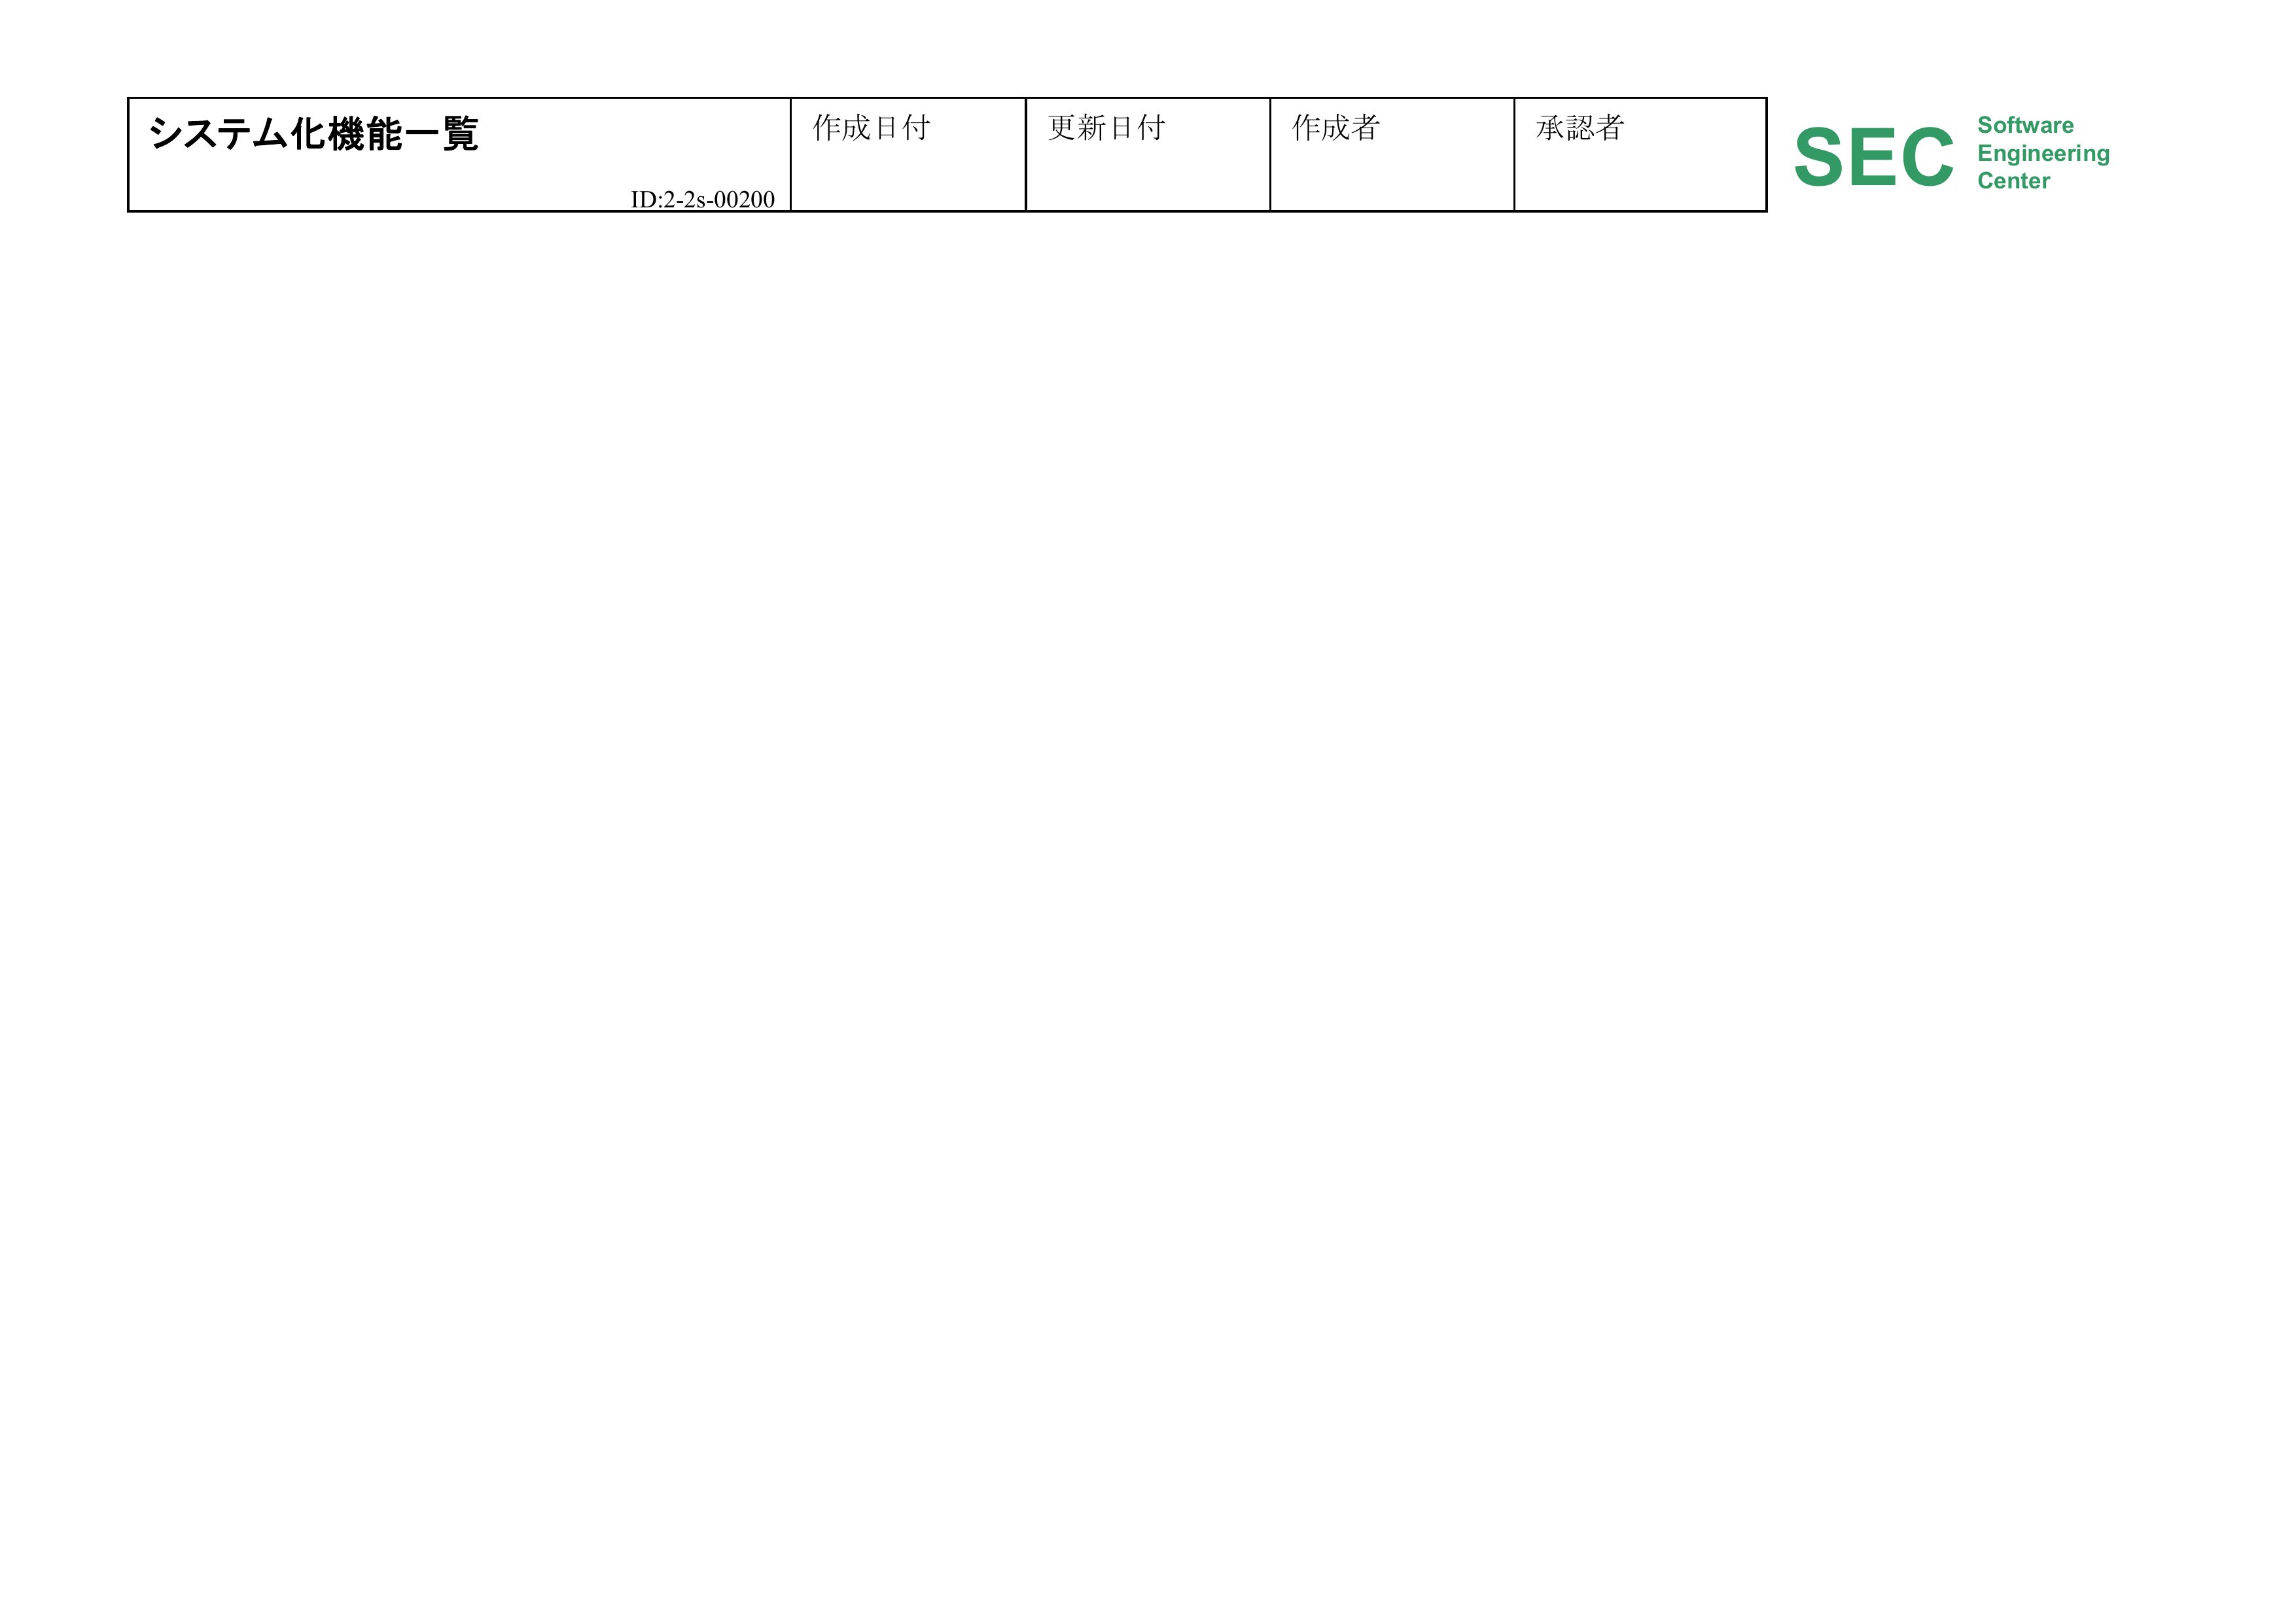 システム化機能一覧
ID:2-2s-00200
作成日付
更新日付
作成者
承認者
SEC
Software
Engineering
Center